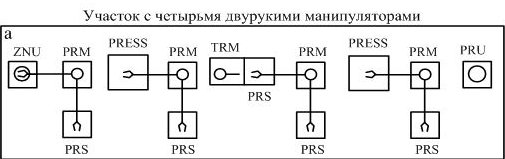 Участок с четырьмя двурукими манипуляторами
а
ZNU PRM PRESS PRM TRM PRM PRESS PRM PRU
PRS
PRS PRS PRS PRS